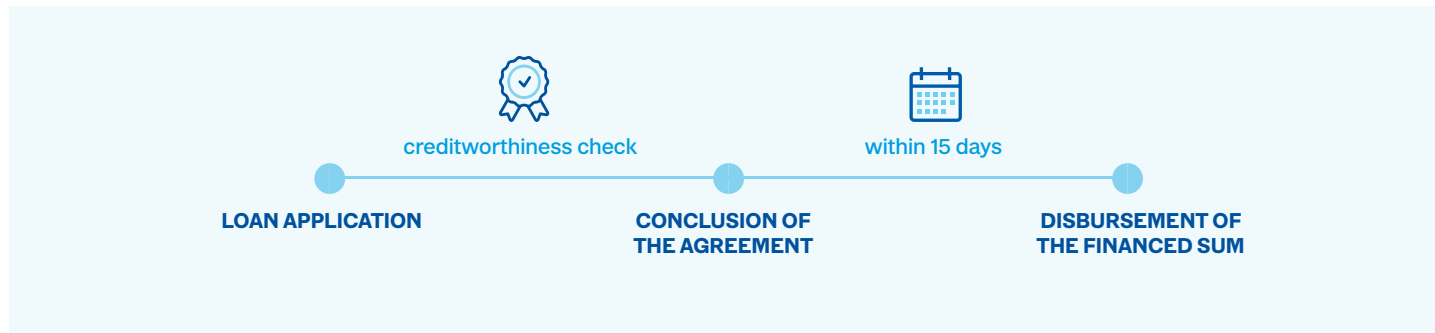 creditworthiness check
within 15 days
LOAN APPLICATION
CONCLUSION OF
THE AGREEMENT
DISBURSEMENT OF
THE FINANCED SUM